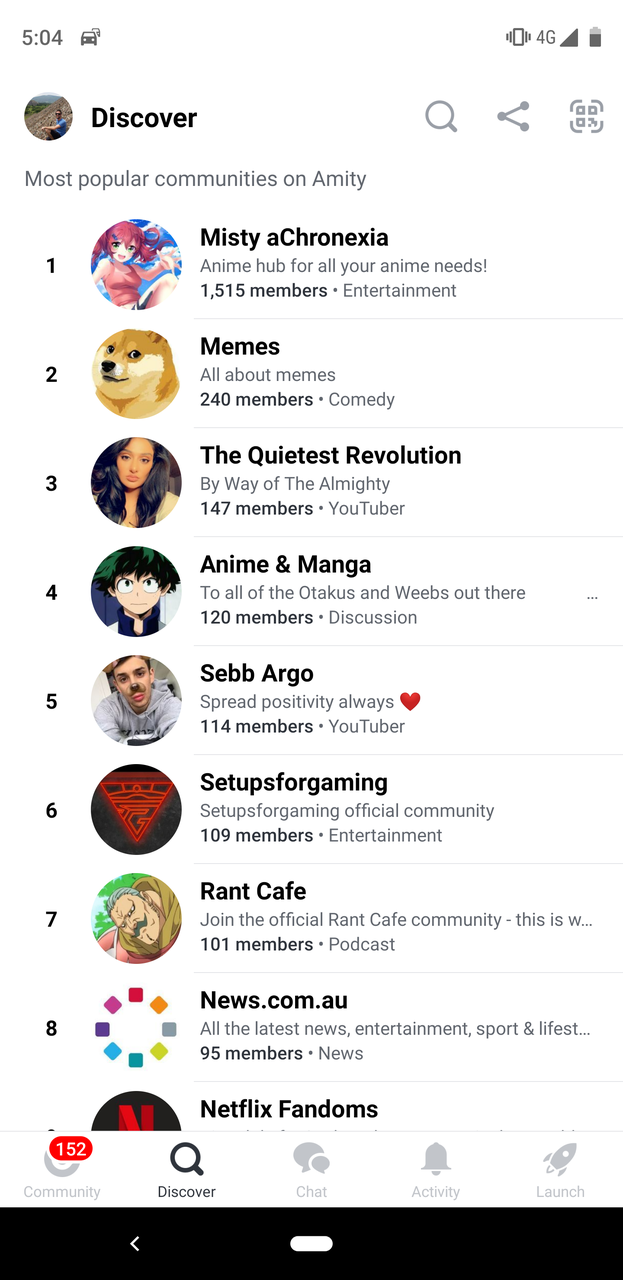 5:04
4G
Discover
Most popular communities on Amity
1
Misty aChronexia
Anime hub for all your anime needs!
1,515 members • Entertainment
2
Memes
All about memes
240 members • Comedy
3
The Quietest Revolution
By Way of The Almighty
147 members • YouTuber
4
Anime & Manga
To all of the Otakus and Weebs out there ...
120 members • Discussion
5
Sebb Argo
Spread positivity always ❤️
114 members • YouTuber
6
Setupsforgaming
Setupsforgaming official community
109 members • Entertainment
7
Rant Cafe
Join the official Rant Cafe community - this is w...
101 members • Podcast
8
News.com.au
All the latest news, entertainment, sport & lifest...
95 members • News
Netflix Fandoms
152
Community
Discover
Chat
Activity
Launch